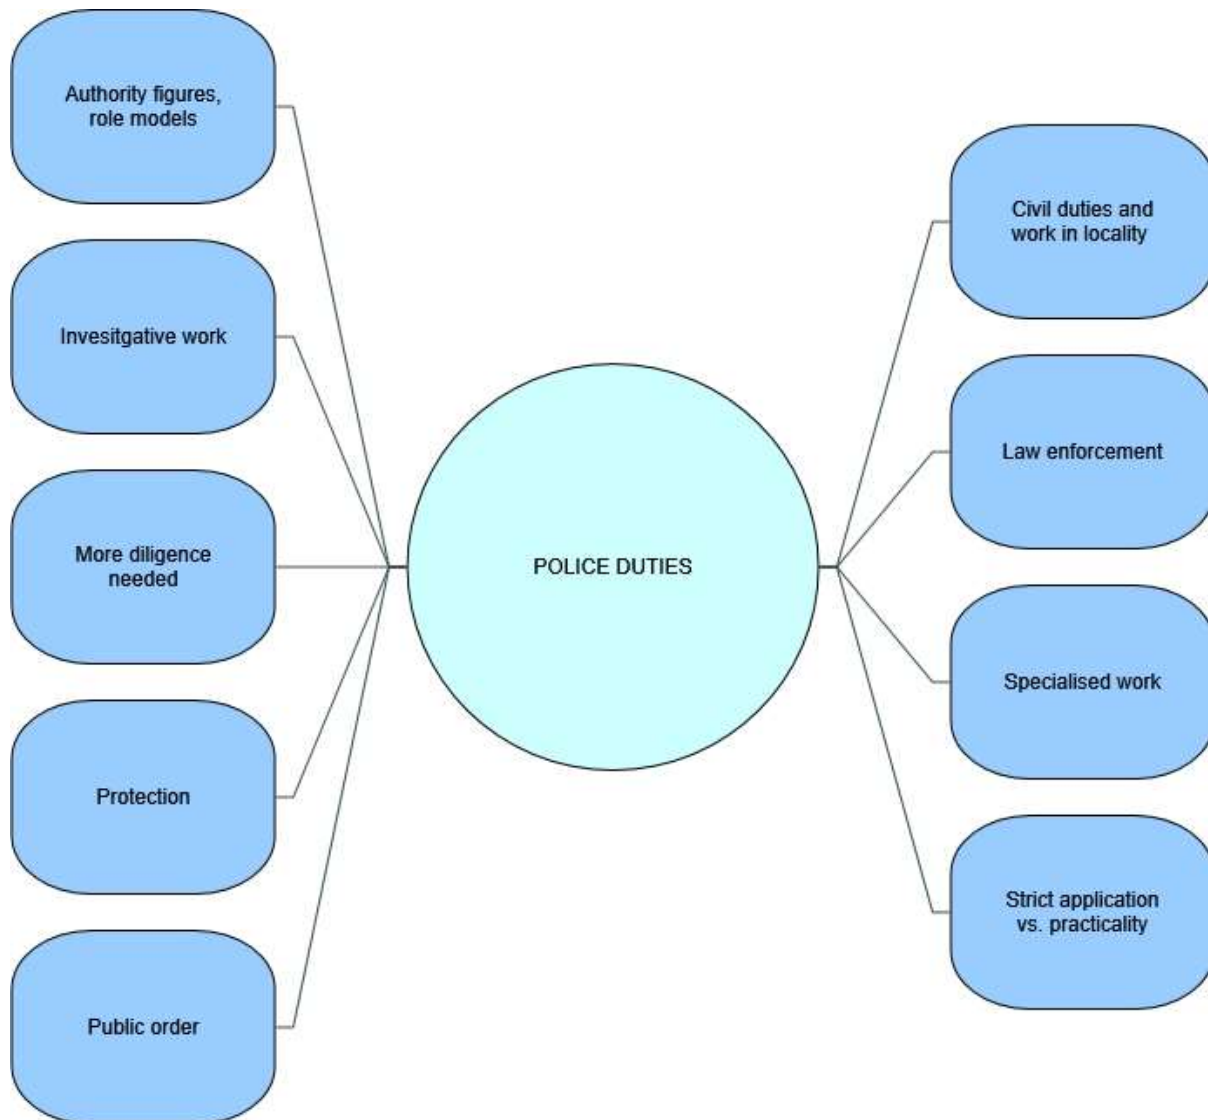 Authority figures,
role models
Invesitgative work
More diligence
needed
Protection
Public order
POLICE DUTIES
Civil duties and
work in locality
Law enforcement
Specialised work
Strict application
vs. practicality